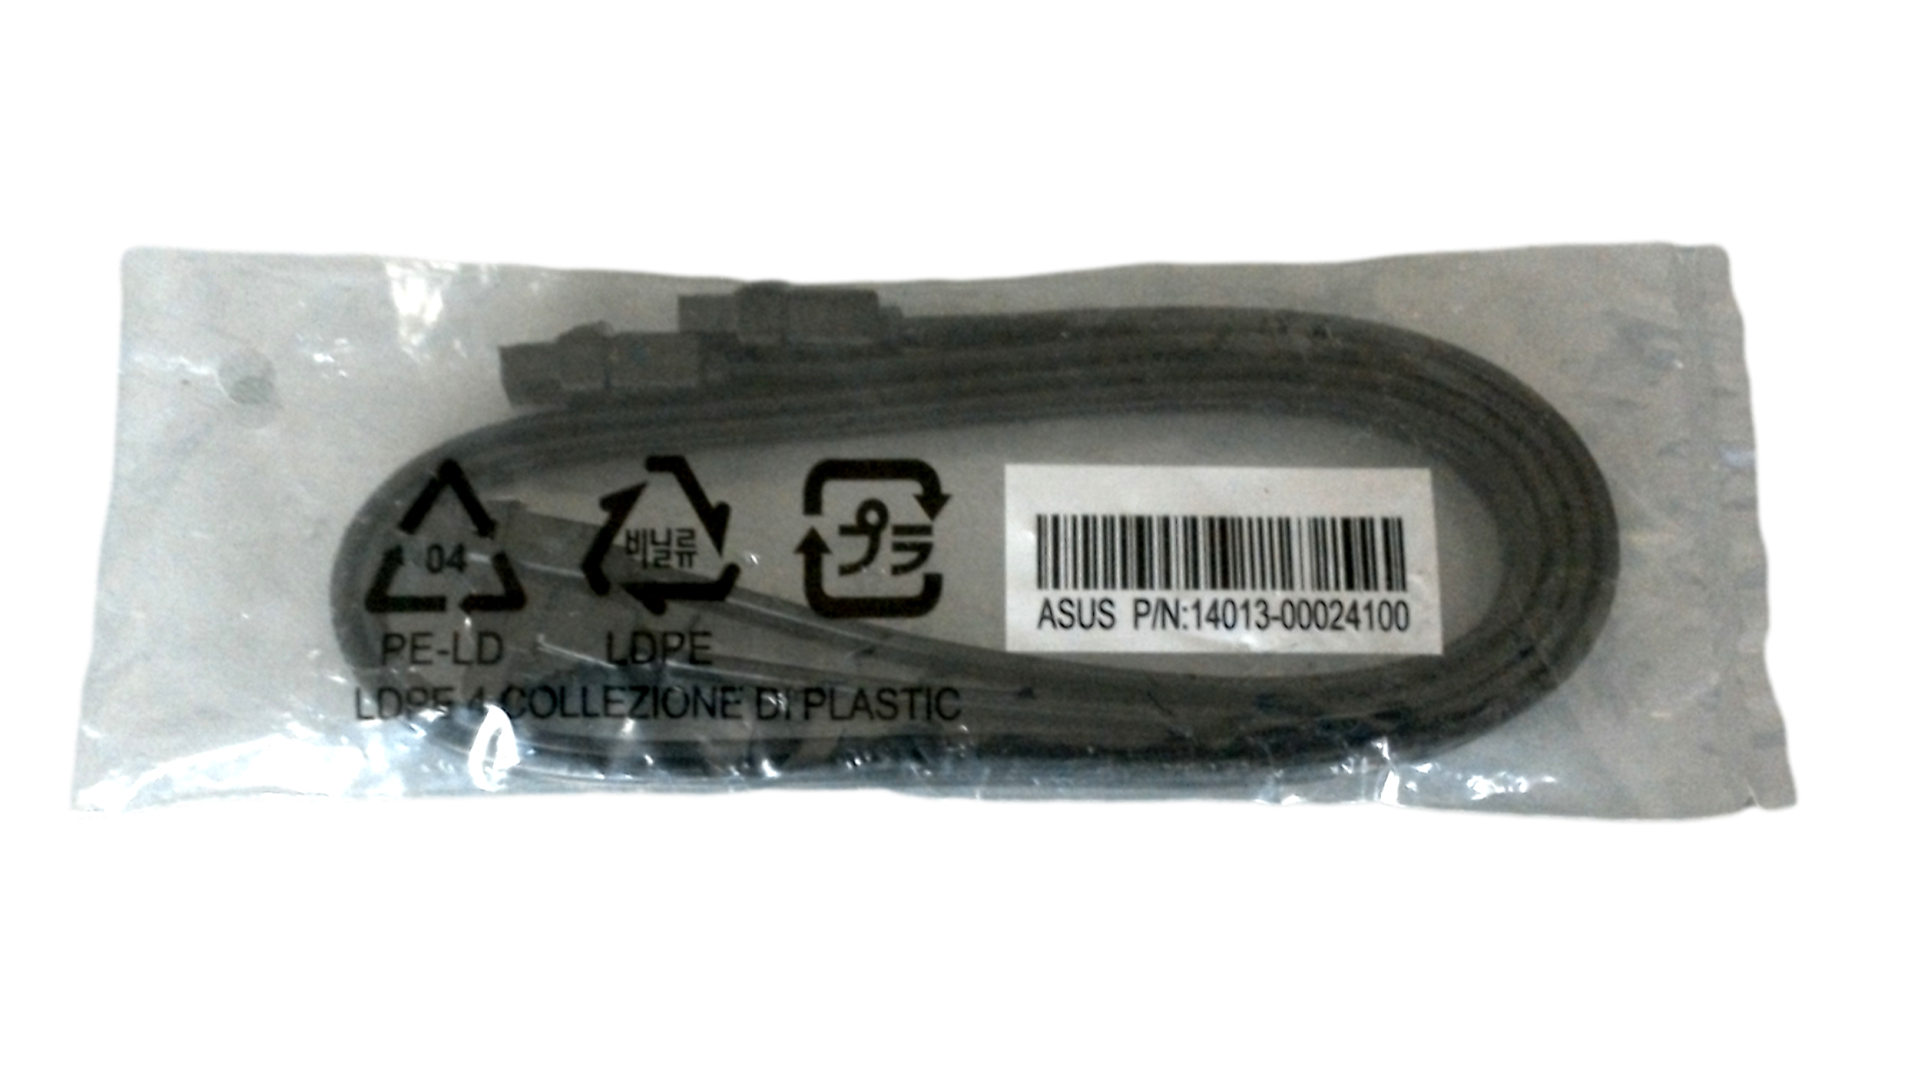 04
비닐류
プラ
PE-LD
LDPE
LDPE 4 COLLEZIONE DI PLASTIC
ASUS P/N:14013-00024100